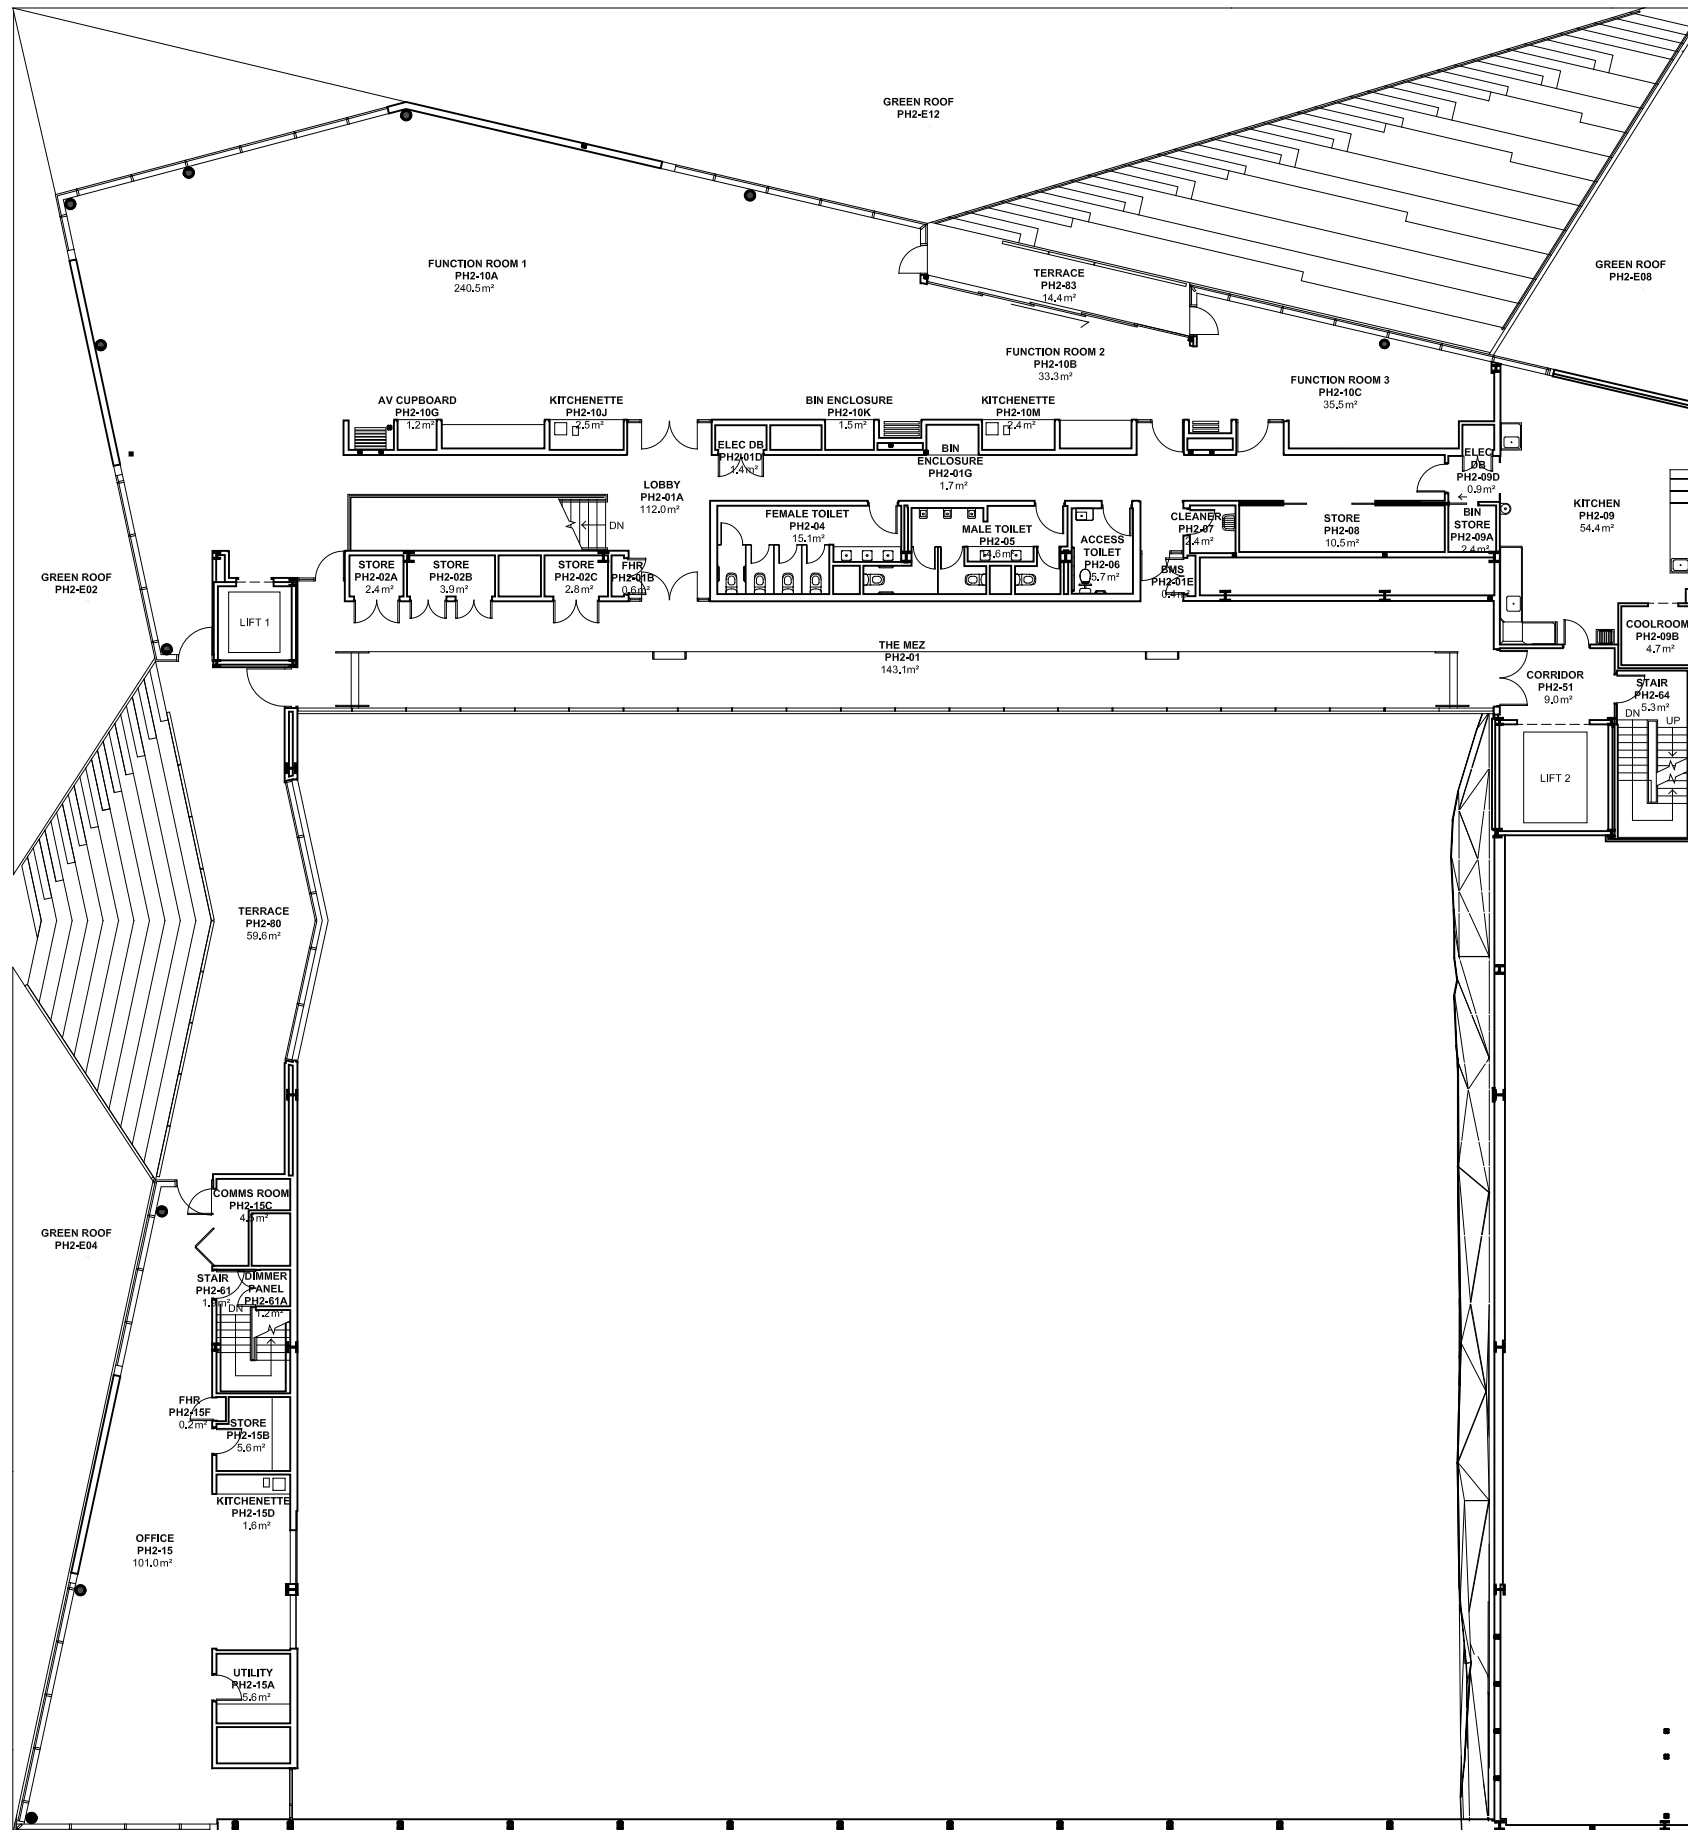 GREEN ROOF
PH2-E12
GREEN ROOF
PH2-E08
FUNCTION ROOM 1
PH2-10A
240.5m²
TERRACE
PH2-83
14.4m²
FUNCTION ROOM 2
PH2-10B
33.3m²
FUNCTION ROOM 3
PH2-10C
35.5m²
AV CUPBOARD
PH2-10G
1.2m²
KITCHENETTE
PH2-10J
2.5m²
BIN ENCLOSURE
PH2-10K
1.5m²
KITCHENETTE
PH2-10M
2.4m²
ELEC DB
PH2-01D
1.4m²
BIN
ENCLOSURE
PH2-01G
1.7m²
ELEC
DB
PH2-09D
0.9m²
LOBBY
PH2-01A
112.0m²
DN
FEMALE TOILET
PH2-04
15.1m²
MALE TOILET
PH2-05
14.6m²
ACCESS
TOILET
PH2-06
5.7m²
CLEANER
PH2-07
2.4m²
STORE
PH2-08
10.5m²
BIN
STORE
PH2-09A
2.4m²
KITCHEN
PH2-09
54.4m²
GREEN ROOF
PH2-E02
STORE
PH2-02A
2.4m²
STORE
PH2-02B
3.9m²
STORE
PH2-02C
2.8m²
FHR
PH2-01B
0.6m²
BMS
PH2-01E
0.4m²
LIFT 1
COOLROOM
PH2-09B
4.7m²
THE MEZ
PH2-01
143.1m²
CORRIDOR
PH2-51
9.0m²
STAIR
PH2-64
5.3m²
DN
UP
LIFT 2
TERRACE
PH2-80
59.6m²
COMMS ROOM
PH2-15C
GREEN ROOF
PH2-E04
STAIR
PH2-61
DN
DIMMER
PANEL
PH2-61A
1.2m²
FHR
PH2-15F
0.2m²
STORE
PH2-15B
5.6m²
KITCHENETTE
PH2-15D
1.6m²
OFFICE
PH2-15
101.0m²
UTILITY
PH2-15A
5.6m²